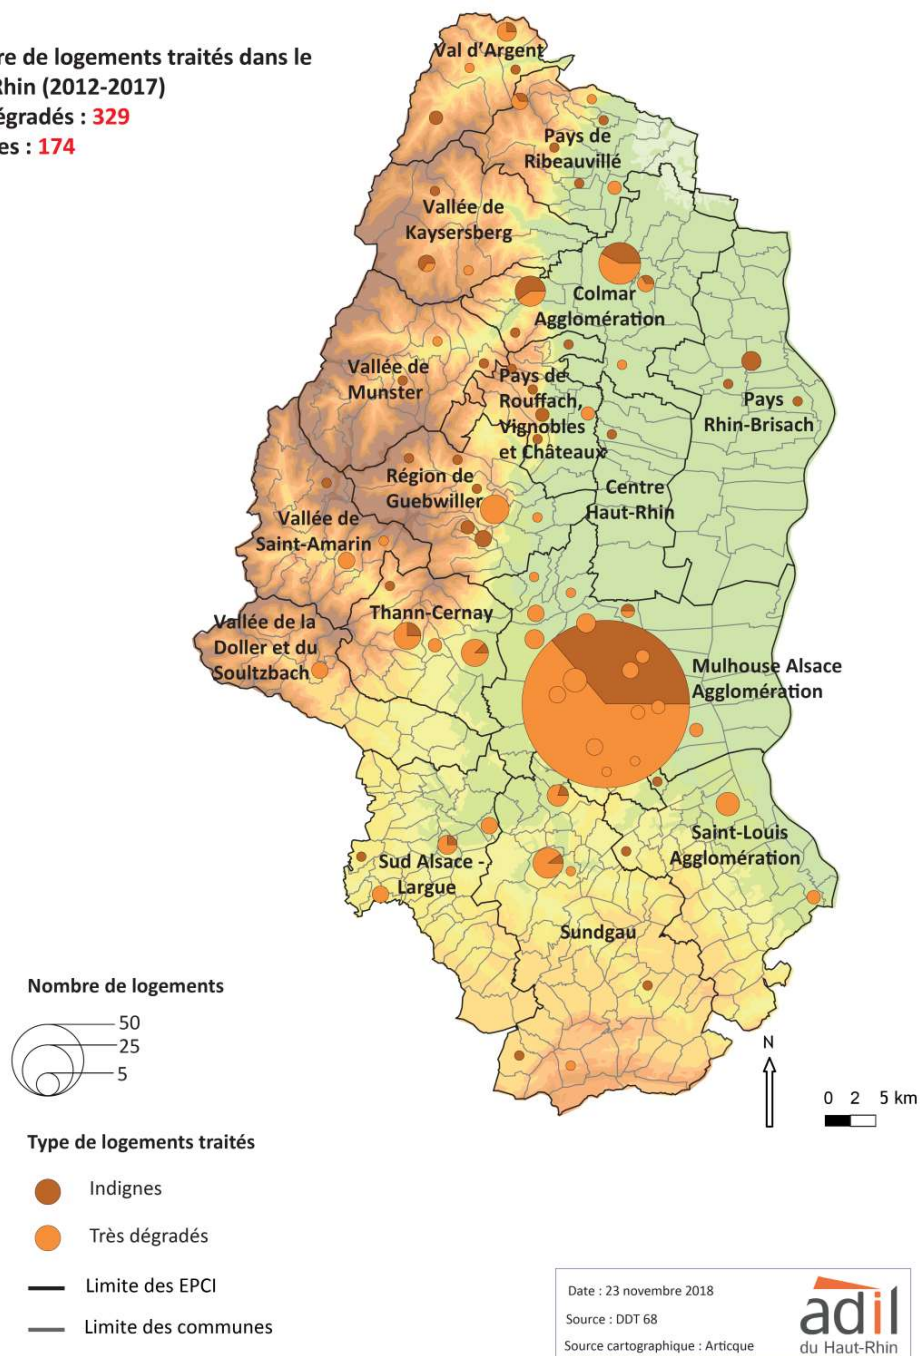 re de logements traités dans le
Rhin (2012-2017)
égradés : 329
es : 174
Val d'Argent
Pays de
Ribeauvillé
Vallée de
Kaysersberg
Colmar
Agglomération
Vallée de
Munster
Pays de
Rouffach,
Vignobles
et Châteaux
Pays
Rhin-Brisach
Région de
Guebwiller
Centre
Haut-Rhin
Vallée de
Saint-Amarin
Thann-Cernay
Vallée de la
Doller et du
Soultzbach
Mulhouse Alsace
Agglomération
Saint-Louis
Agglomération
Sud Alsace -
Largue
Sundgau
Nombre de logements
50
25
5
N
0 2 5 km
Type de logements traités
Indignes
Très dégradés
Limite des EPCI
Limite des communes
Date : 23 novembre 2018
Source : DDT 68
Source cartographique : Articque
adil
du Haut-Rhin